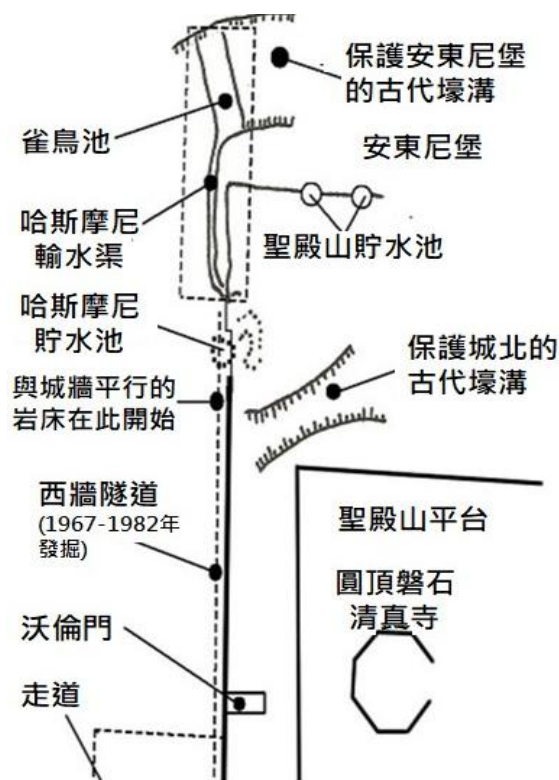 保護安東尼堡
的古代壕溝
雀鳥池
安東尼堡
哈斯摩尼
輸水渠
聖殿山貯水池
哈斯摩尼
貯水池
保護城北的
古代壕溝
與城牆平行的
岩床在此開始
西牆隧道
(1967-1982年
發掘)
聖殿山平台
圓頂磐石
清真寺
沃倫門
走道